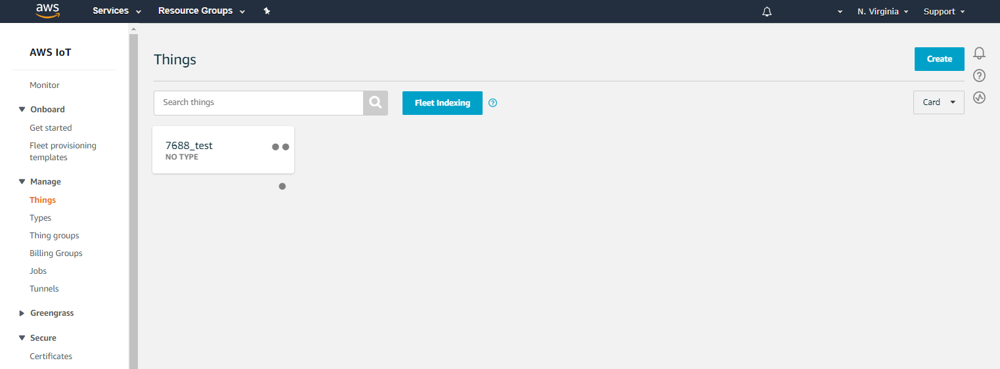 aws
Services
Resource Groups
N. Virginia
Support
AWS IoT
Monitor
Onboard
Get started
Fleet provisioning
templates
Manage
Things
Types
Thing groups
Billing Groups
Jobs
Tunnels
Greengrass
Secure
Certificates
Things
Create
Search things
Fleet Indexing
?
Card
?
7688_test
NO TYPE